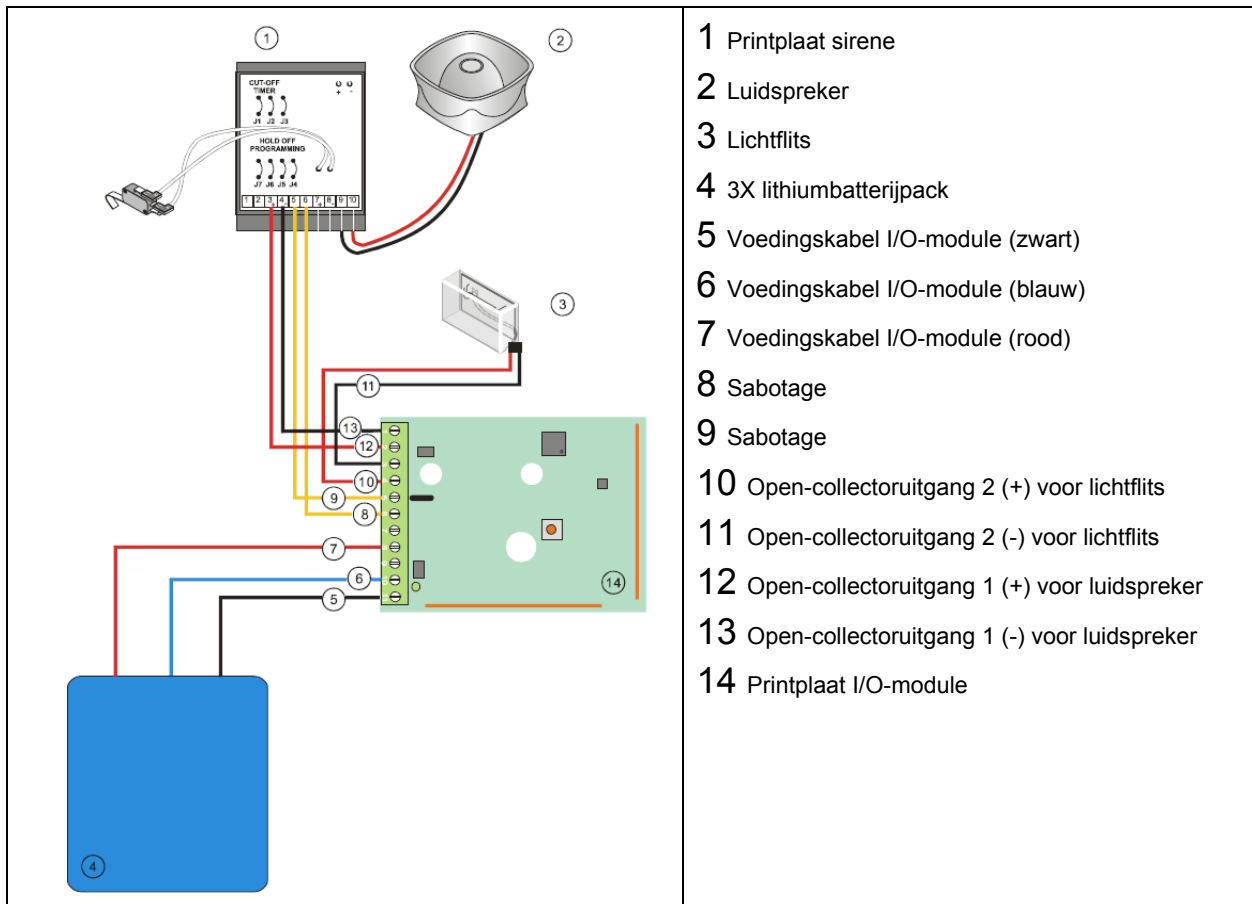 1
2
CUT-OFF
TIMER
+ -
J1 J2 J3
HOLD OFF
PROGRAMMING
J7 J6 J5 J4
1 2 3 4 5 6 7 8 9 10
3
11
13
12
10
9
8
7
6
5
14
4
1 Printplaat sirene
2 Luidspreker
3 Lichtflits
4 3X lithiumbatterijpack
5 Voedingskabel I/O-module (zwart)
6 Voedingskabel I/O-module (blauw)
7 Voedingskabel I/O-module (rood)
8 Sabotage
9 Sabotage
10 Open-collectoruitgang 2 (+) voor lichtflits
11 Open-collectoruitgang 2 (-) voor lichtflits
12 Open-collectoruitgang 1 (+) voor luidspreker
13 Open-collectoruitgang 1 (-) voor luidspreker
14 Printplaat I/O-module